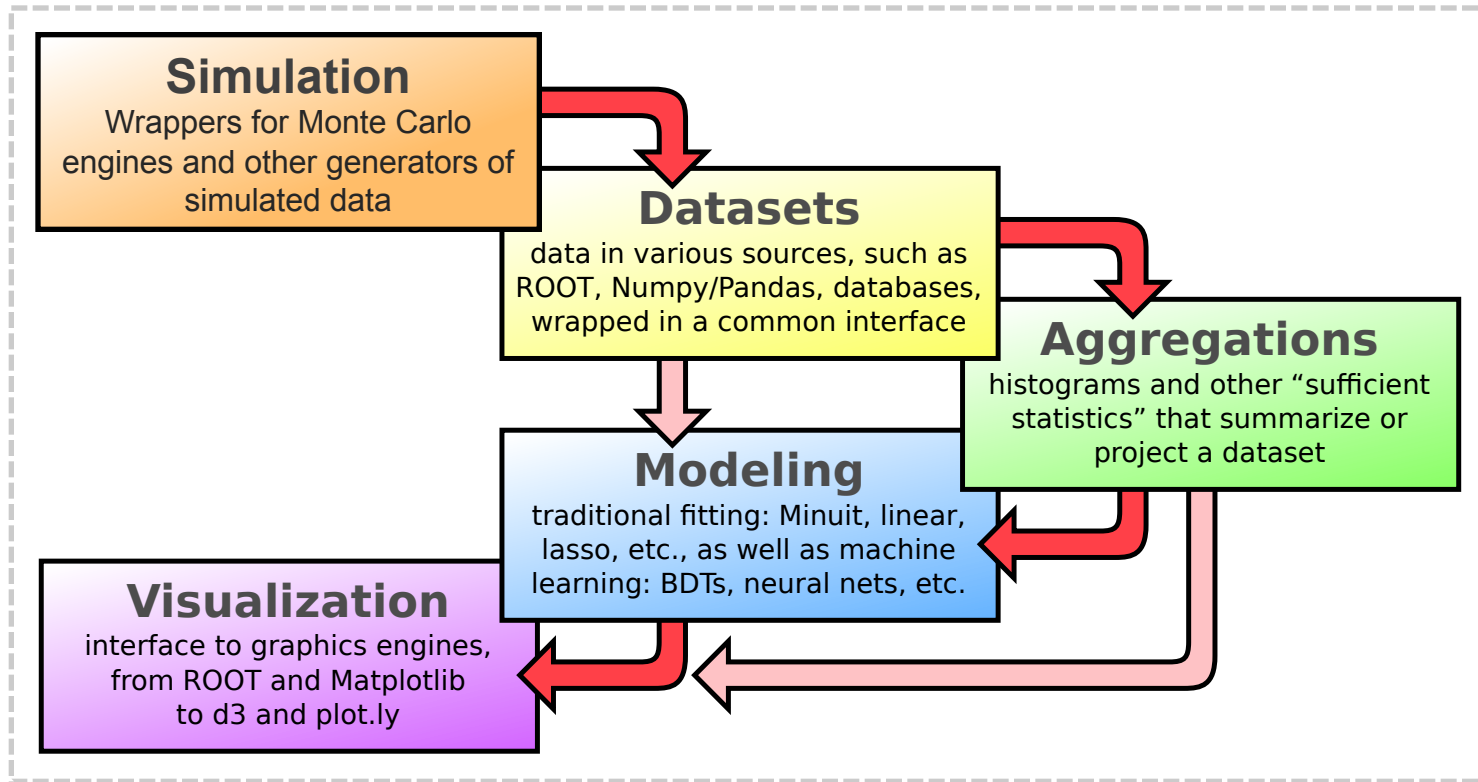 Simulation
Wrappers for Monte Carlo
engines and other generators of
simulated data
Datasets
data in various sources, such as
ROOT, Numpy/Pandas, databases,
wrapped in a common interface
Aggregations
histograms and other “sufficient
statistics” that summarize or
project a dataset
Modeling
traditional fitting: Minuit, linear,
lasso, etc., as well as machine
learning: BDTs, neural nets, etc.
Visualization
interface to graphics engines,
from ROOT and Matplotlib
to d3 and plot.ly